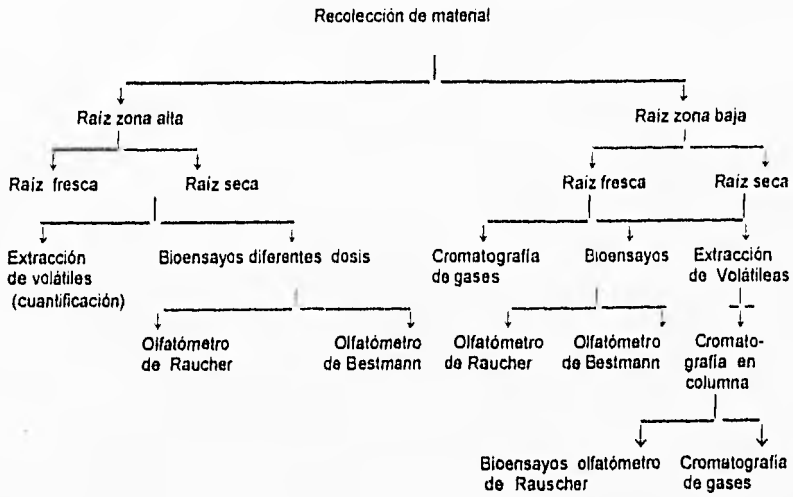 Recolección de material
Raíz zona alta
Raíz zona baja
Raíz fresca
Raíz seca
Raíz fresca
Raíz seca
Extracción
de volátiles
(cuantificación)
Bioensayos diferentes dosis
Cromatografía
de gases
Bioensayos
Extracción
de Volátileas
Olfatómetro
de Raucher
Olfatómetro
de Bestmann
Olfatómetro
de Raucher
Olfatómetro
de Bestmann
Cromato-
grafía en
columna
Bioensayos olfatómetro
de Rauscher
Cromatografía
de gases